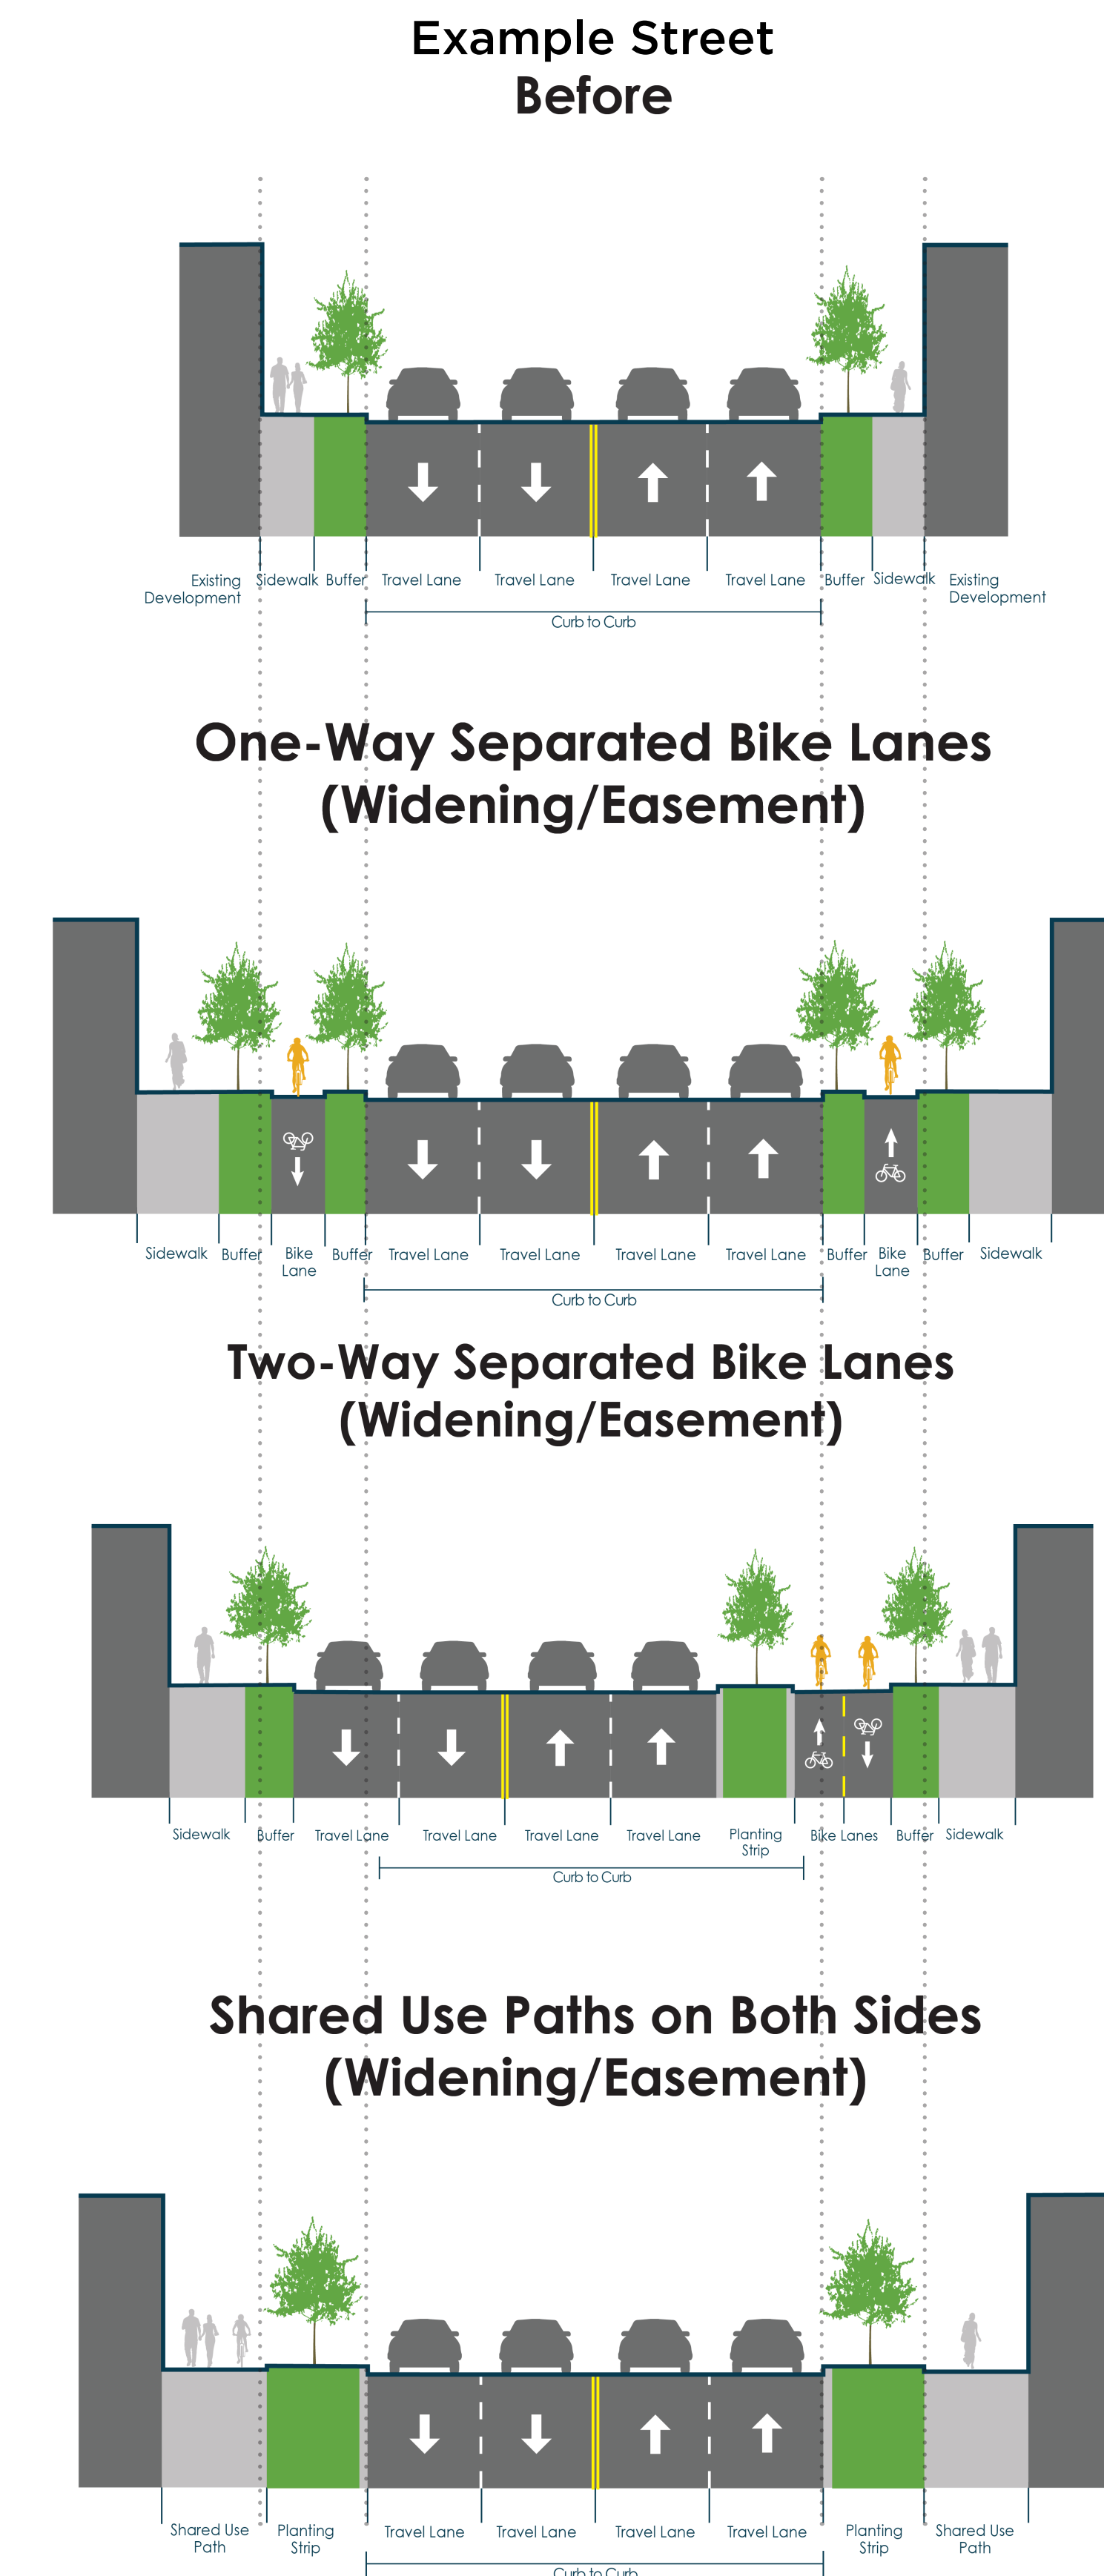 Example Street
Before
Existing Development Sidewalk Buffer Travel Lane Travel Lane Travel Lane Travel Lane Buffer Sidewalk Existing Development
Curb to Curb
One-Way Separated Bike Lanes
(Widening/Easement)
Sidewalk Buffer Bike Lane Buffer Travel Lane Travel Lane Travel Lane Travel Lane Buffer Bike Lane Buffer Sidewalk
Curb to Curb
Two-Way Separated Bike Lanes
(Widening/Easement)
Sidewalk Buffer Travel Lane Travel Lane Travel Lane Travel Lane Planting Strip Bike Lanes Buffer Sidewalk
Curb to Curb
Shared Use Paths on Both Sides
(Widening/Easement)
Shared Use Path Planting Strip Travel Lane Travel Lane Travel Lane Travel Lane Planting Strip Shared Use Path
Curb to Curb